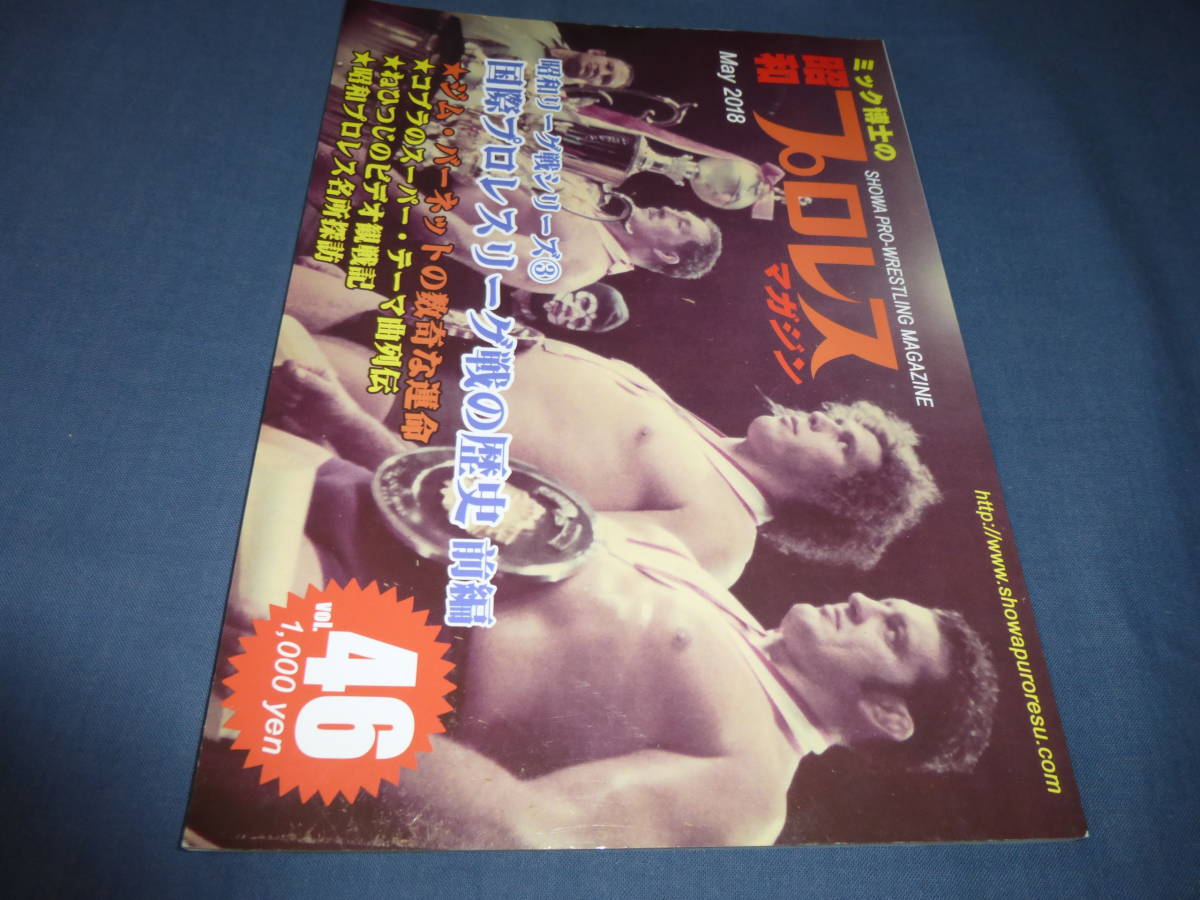 ミック博士の
昭和
プロレス
マガジン
SHOWA PRO-WRESTLING MAGAZINE
May 2018
http://www.showapuroresu.com
昭和リーグ戦シリーズ③
国際プロレスリーグ戦の歴史 前編
★ジム・バーネットの数奇な運命
★コブラのスーパー・テーマ曲列伝
★ねひつじのビデオ観戦記
★昭和プロレス名所探訪
vol.
46
1,000 yen